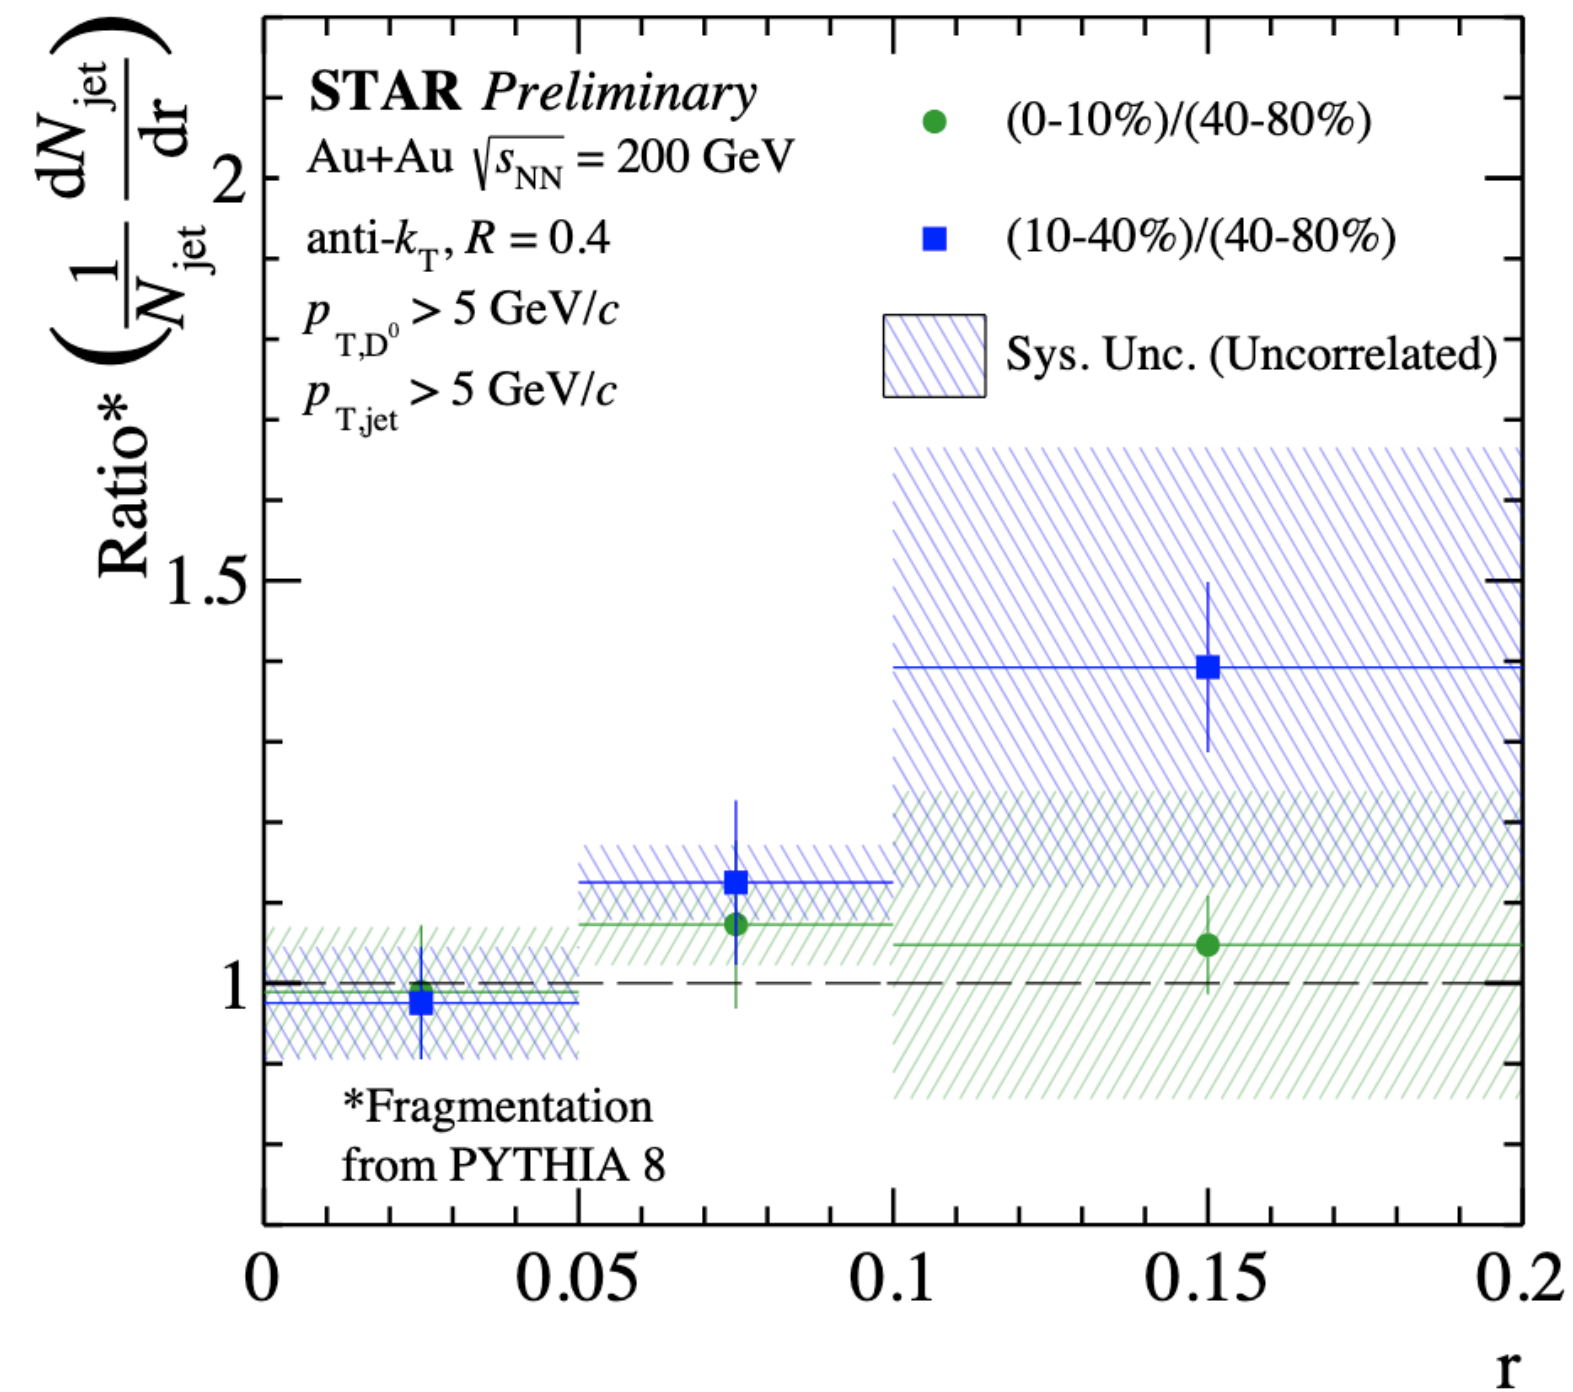 Ratio* (1/N_jet dN_jet/dr)
STAR Preliminary
Au+Au √s_NN = 200 GeV
anti-k_T, R = 0.4
p_T,D⁰ > 5 GeV/c
p_T,jet > 5 GeV/c
(0-10%)/(40-80%)
(10-40%)/(40-80%)
Sys. Unc. (Uncorrelated)
2
1.5
1
*Fragmentation
from PYTHIA 8
0 0.05 0.1 0.15 0.2
r